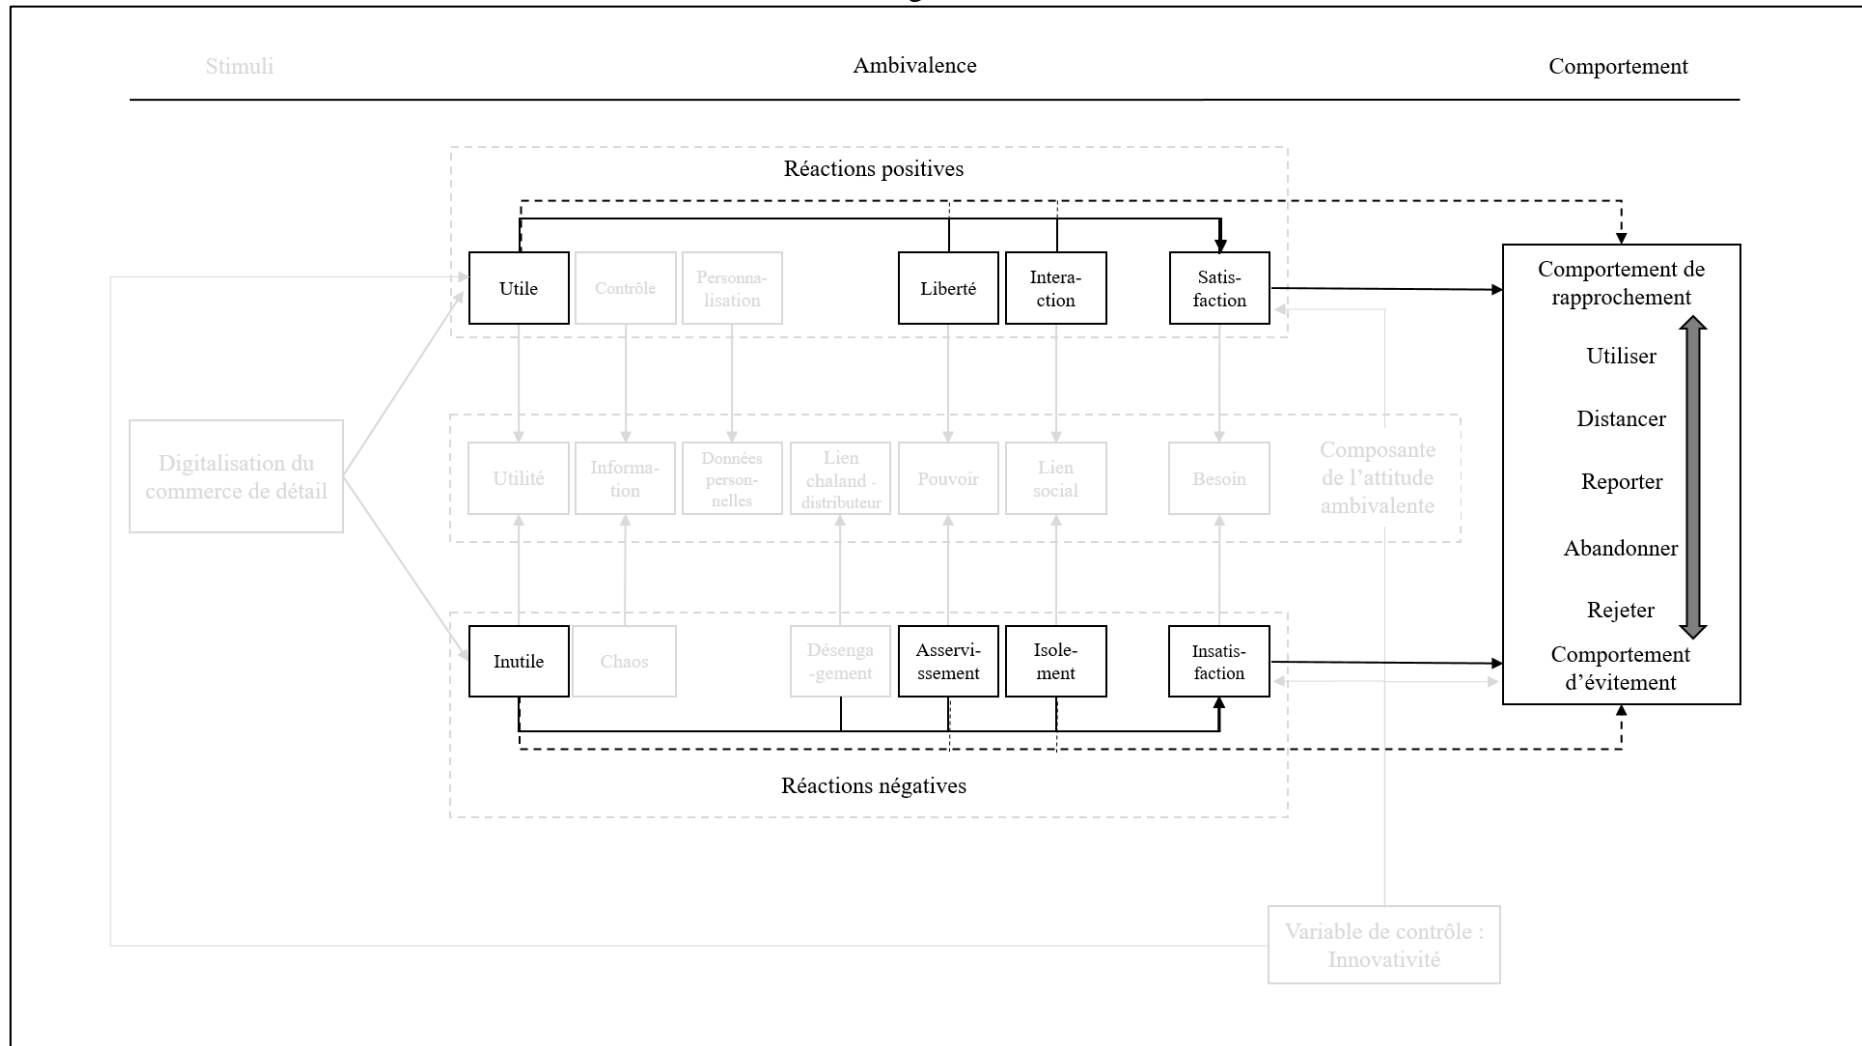 Stimuli
Ambivalence
Comportement
Réactions positives
Utile
Contrôle
Personna-
lisation
Liberté
Intera-
ction
Satis-
faction
Comportement de
rapprochement
Utiliser
Distancer
Reporter
Abandonner
Rejeter
Comportement
d’évitement
Digitalisation du
commerce de détail
Utilité
Informa-
tion
Données
person-
nelles
Lien
chaland -
distributeur
Pouvoir
Lien
social
Besoin
Composante
de l’attitude
ambivalente
Inutile
Chaos
Désenga
-gement
Asservi-
ssement
Isole-
ment
Insatis-
faction
Réactions négatives
Variable de contrôle :
Innovativité